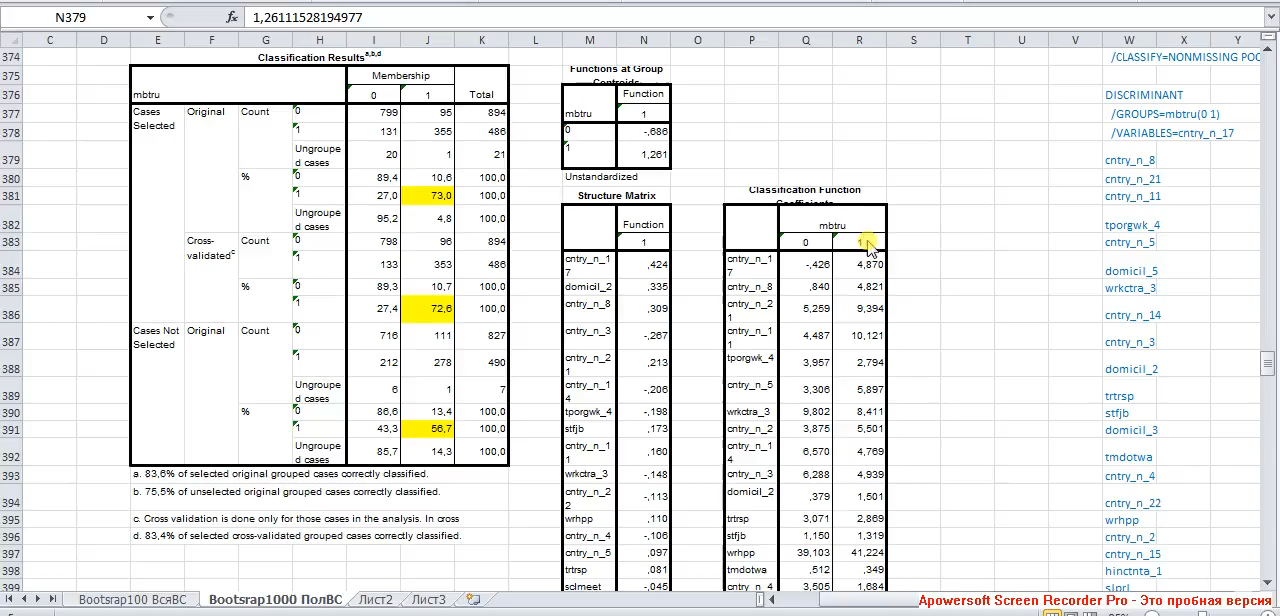 N379 fx 1,26111528194977
C D E F G H I J K L M N O P Q R S T U V W X Y
374 Classification Results a,b,d /CLASSIFY=NONMISSING POO
375 Membership Functions at Group Centroids
376 mbtru 0 1 Total Function DISCRIMINANT
377 Cases Selected Original Count 0 799 95 894 mbtru 1 /GROUPS=mbtru(0 1)
378 1 131 355 486 0 -,686 /VARIABLES=cntry_n_17
379 Ungrouped cases 20 1 21 1 1,261 cntry_n_8
380 % 0 89,4 10,6 100,0 Unstandardized cntry_n_21
381 1 27,0 73,0 100,0 Structure Matrix Classification Function Coefficients cntry_n_11
382 Ungrouped cases 95,2 4,8 100,0 Function mbtru tporgwk_4
383 Cross-validated c Count 0 798 96 894 1 0 1 cntry_n_5
384 1 133 353 486 cntry_n_17 ,424 cntry_n_17 -,426 4,870 domicil_5
385 % 0 89,3 10,7 100,0 domicil_2 ,335 cntry_n_8 ,840 4,821 wrkctra_3
386 1 27,4 72,6 100,0 cntry_n_8 ,309 cntry_n_21 5,259 9,394 cntry_n_14
387 Cases Not Selected Original Count 0 716 111 827 cntry_n_3 -,267 cntry_n_11 4,487 10,121 cntry_n_3
388 1 212 278 490 cntry_n_21 ,213 tporgwk_4 3,957 2,794 domicil_2
389 Ungrouped cases 6 1 7 cntry_n_14 -,206 cntry_n_5 3,306 5,897 trtrsp
390 % 0 86,6 13,4 100,0 tporgwk_4 -,198 wrkctra_3 9,802 8,411 stfjb
391 1 43,3 56,7 100,0 stfjb ,173 cntry_n_2 3,875 5,501 domicil_3
392 Ungrouped cases 85,7 14,3 100,0 cntry_n_11 ,160 cntry_n_14 6,570 4,769 tmdotwa
393 a. 83,6% of selected original grouped cases correctly classified. wrkctra_3 -,148 cntry_n_3 6,288 4,939 cntry_n_4
394 b. 75,5% of unselected original grouped cases correctly classified. cntry_n_22 -,113 domicil_2 ,379 1,501 cntry_n_22
395 c. Cross validation is done only for those cases in the analysis. In cross wrhpp ,110 trtrsp 3,071 2,869 wrhpp
396 d. 83,4% of selected cross-validated grouped cases correctly classified. cntry_n_4 -,106 stfjb 1,150 1,319 cntry_n_2
397 cntry_n_5 ,097 wrhpp 39,103 41,224 cntry_n_15
398 trtrsp ,081 tmdotwa ,512 ,349 hinctnta_1
399 sclmeet -,045 cntry_n_4 3,505 1,684 slprl
Bootsrap100 ВсяВС Bootsrap1000 ПолВС Лист2 Лист3
Apowersoft Screen Recorder Pro - Это пробная версия